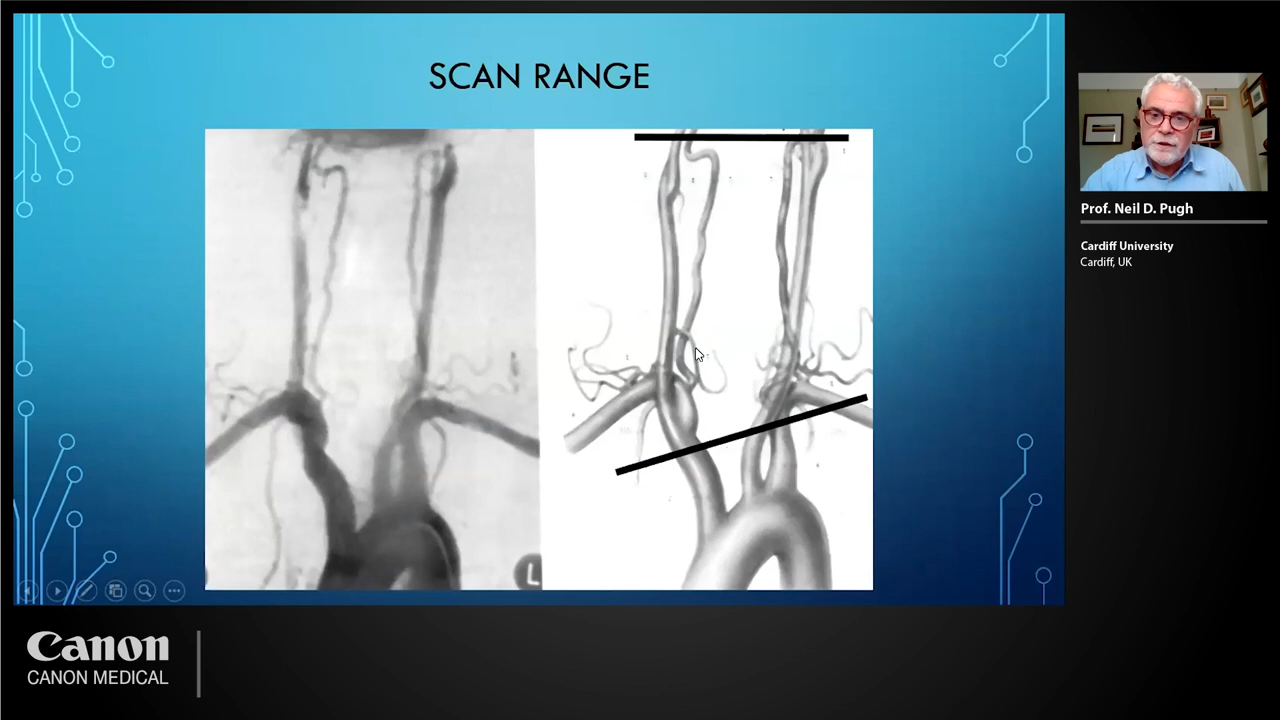 SCAN RANGE
L
Prof. Neil D. Pugh
Cardiff University
Cardiff, UK
Canon
CANON MEDICAL